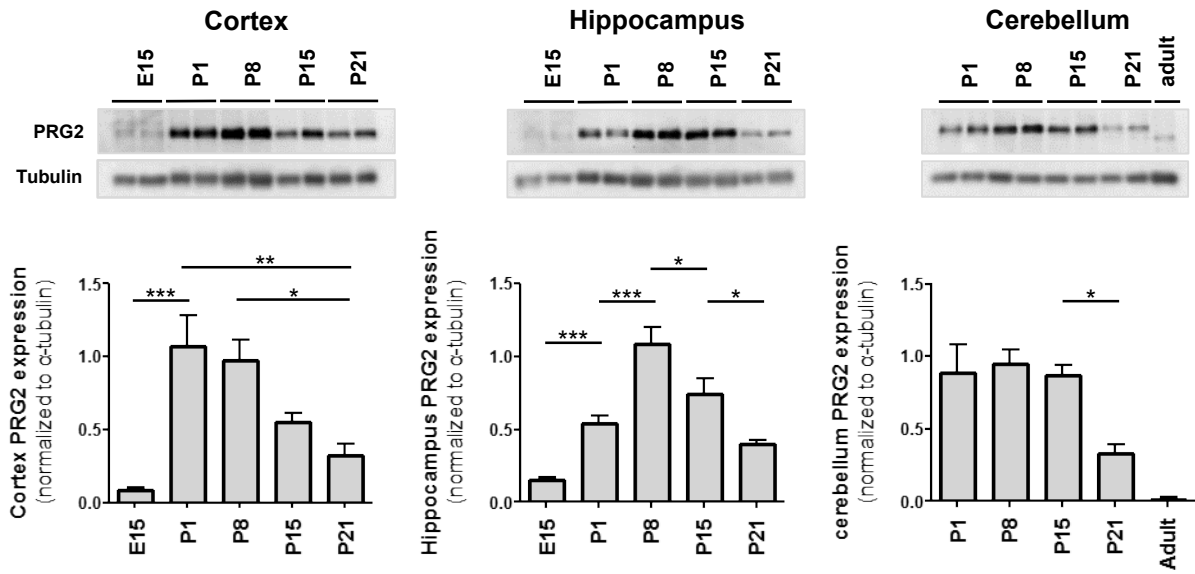 Cortex
Hippocampus
Cerebellum
E15 P1 P8 P15 P21
E15 P1 P8 P15 P21
P1 P8 P15 P21 adult
PRG2
Tubulin
Cortex PRG2 expression
(normalized to α-tubulin)
1.5
1.0
0.5
0.0
***
**
*
E15 P1 P8 P15 P21
Hippocampus PRG2 expression
(normalized to α-tubulin)
1.5
1.0
0.5
0.0
***
***
*
*
E15 P1 P8 P15 P21
cerebellum PRG2 expression
(normalized to α-tubulin)
1.5
1.0
0.5
0.0
*
P1 P8 P15 P21 Adult